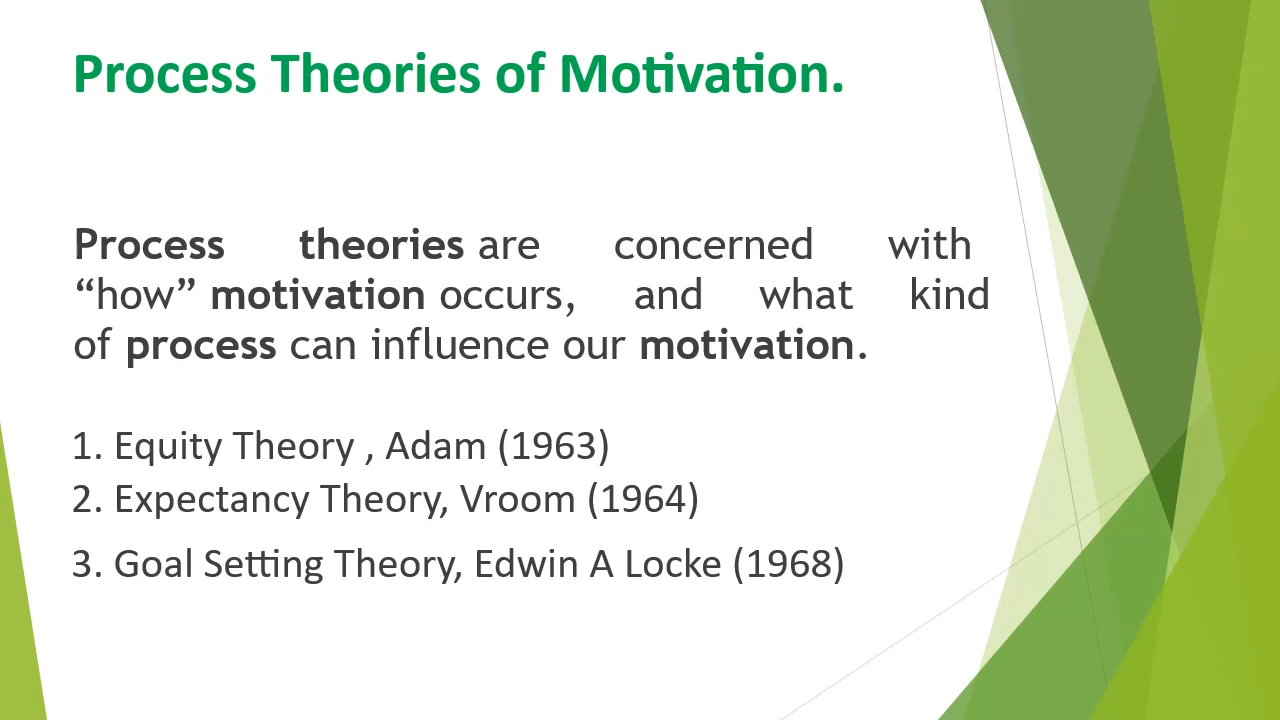 Process Theories of Motivation.
Process theories are concerned with
“how” motivation occurs, and what kind
of process can influence our motivation.
1. Equity Theory , Adam (1963)
2. Expectancy Theory, Vroom (1964)
3. Goal Setting Theory, Edwin A Locke (1968)